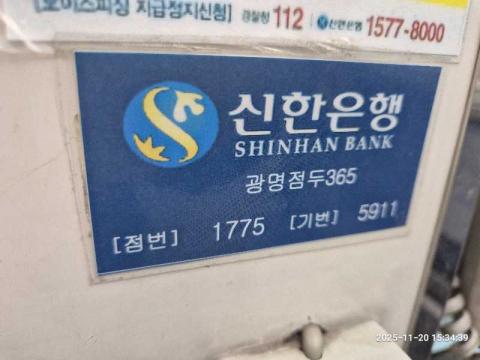 [보이스피싱 지급정지신청] 경찰청 112 | 신한은행 1577-8000
신한은행
SHINHAN BANK
광명점두365
[점번] 1775 [기번] 5911
2025-11-20 15:34:39